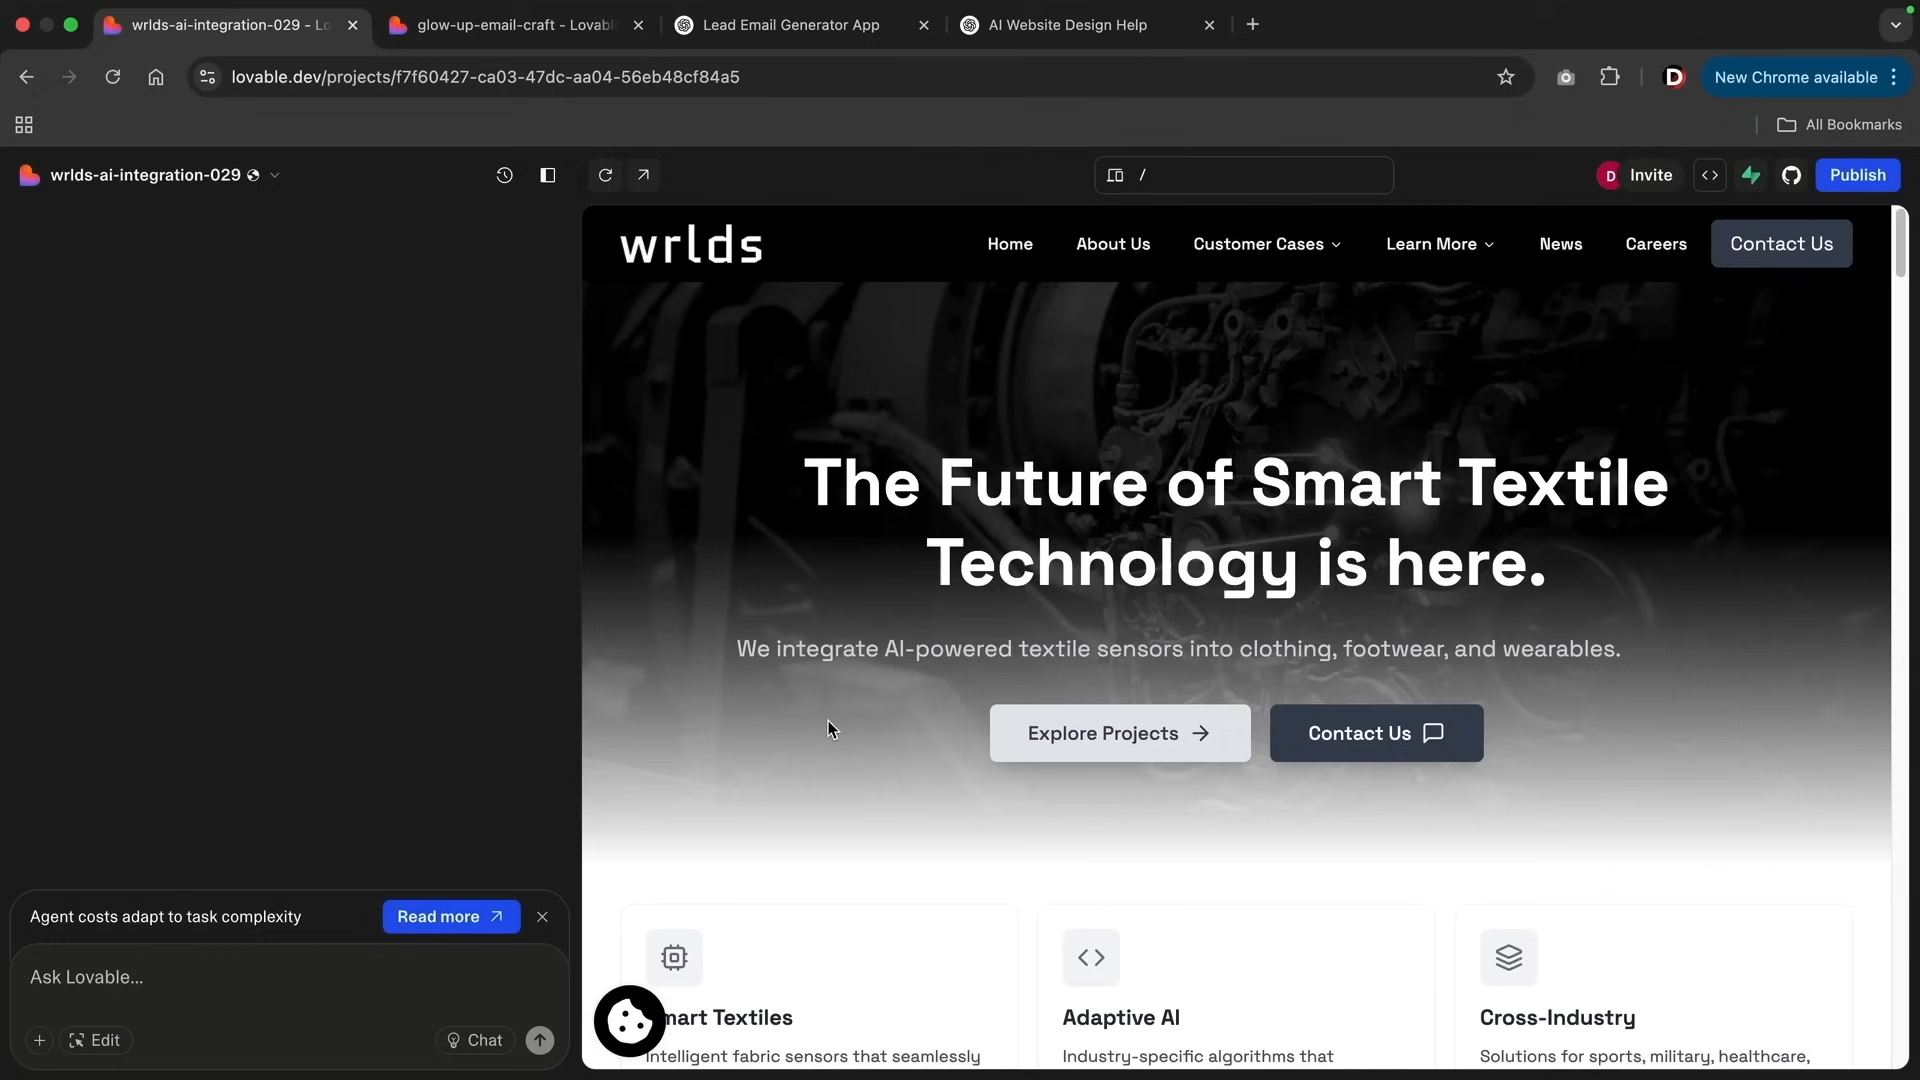 wrlds-ai-integration-029 - Lo
glow-up-email-craft - Lovabl
Lead Email Generator App
AI Website Design Help
lovable.dev/projects/f7f60427-ca03-47dc-aa04-56eb48cf84a5
D
New Chrome available
All Bookmarks
wrlds-ai-integration-029
/
D
Invite
Publish
wrlds
Home
About Us
Customer Cases
Learn More
News
Careers
Contact Us
The Future of Smart Textile
Technology is here.
We integrate AI-powered textile sensors into clothing, footwear, and wearables.
Explore Projects
Contact Us
Agent costs adapt to task complexity
Read more
Ask Lovable...
Edit
Chat
mart Textiles
Adaptive AI
Cross-Industry
Intelligent fabric sensors that seamlessly
Industry-specific algorithms that
Solutions for sports, military, healthcare,